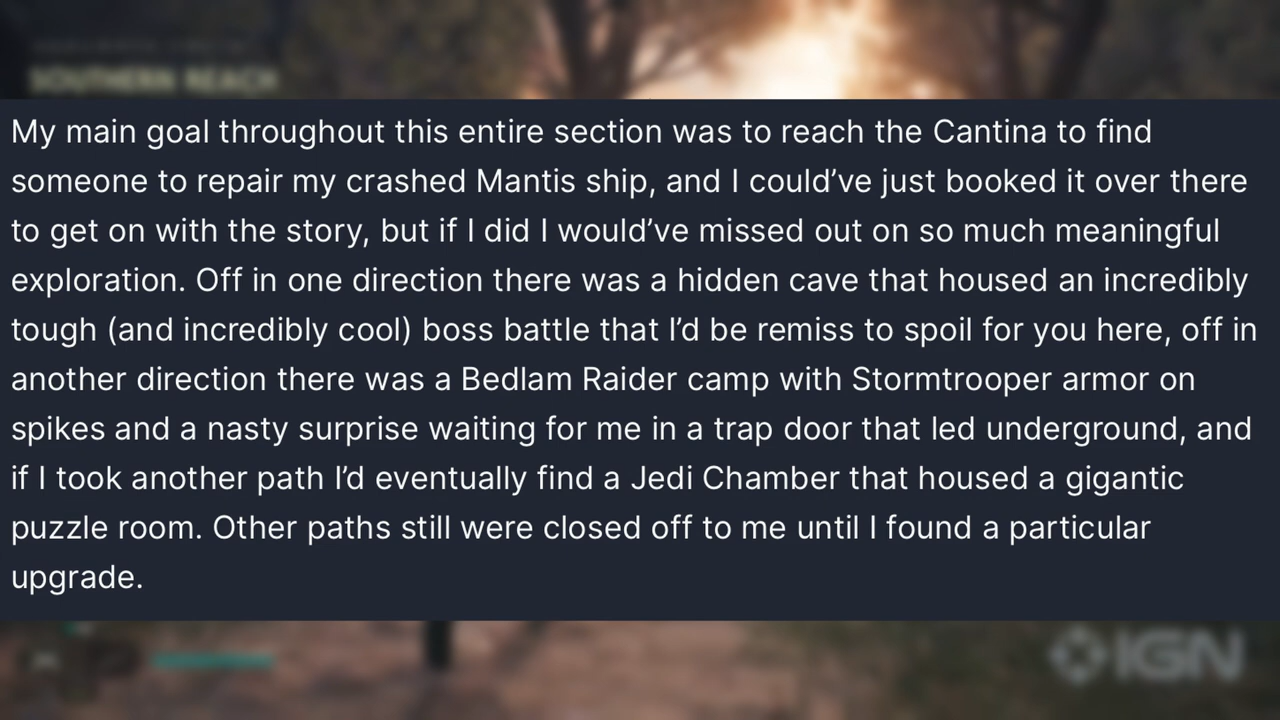 SOUTHERN REACH
My main goal throughout this entire section was to reach the Cantina to find
someone to repair my crashed Mantis ship, and I could’ve just booked it over there
to get on with the story, but if I did I would’ve missed out on so much meaningful
exploration. Off in one direction there was a hidden cave that housed an incredibly
tough (and incredibly cool) boss battle that I’d be remiss to spoil for you here, off in
another direction there was a Bedlam Raider camp with Stormtrooper armor on
spikes and a nasty surprise waiting for me in a trap door that led underground, and
if I took another path I’d eventually find a Jedi Chamber that housed a gigantic
puzzle room. Other paths still were closed off to me until I found a particular
upgrade.
IGN